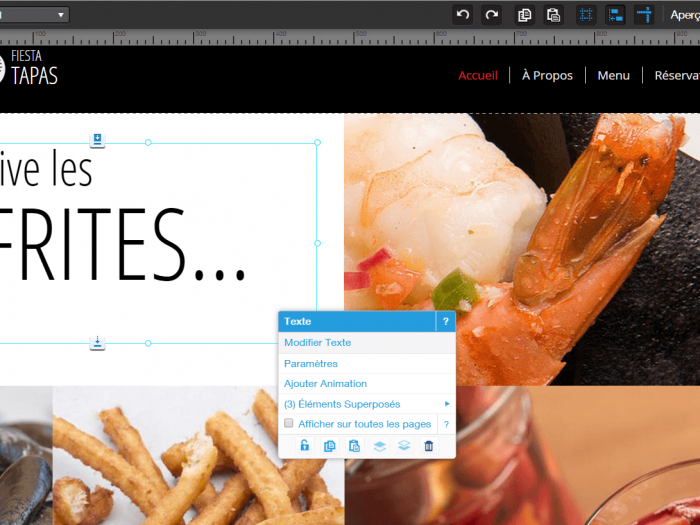 Aperç
100 200 300 400 500 600 700 800 900
FIESTA
TAPAS
Accueil
À Propos
Menu
Réserva
ive les
FRITES...
Texte ?
Modifier Texte
Paramètres
Ajouter Animation
(3) Éléments Superposés
Afficher sur toutes les pages ?